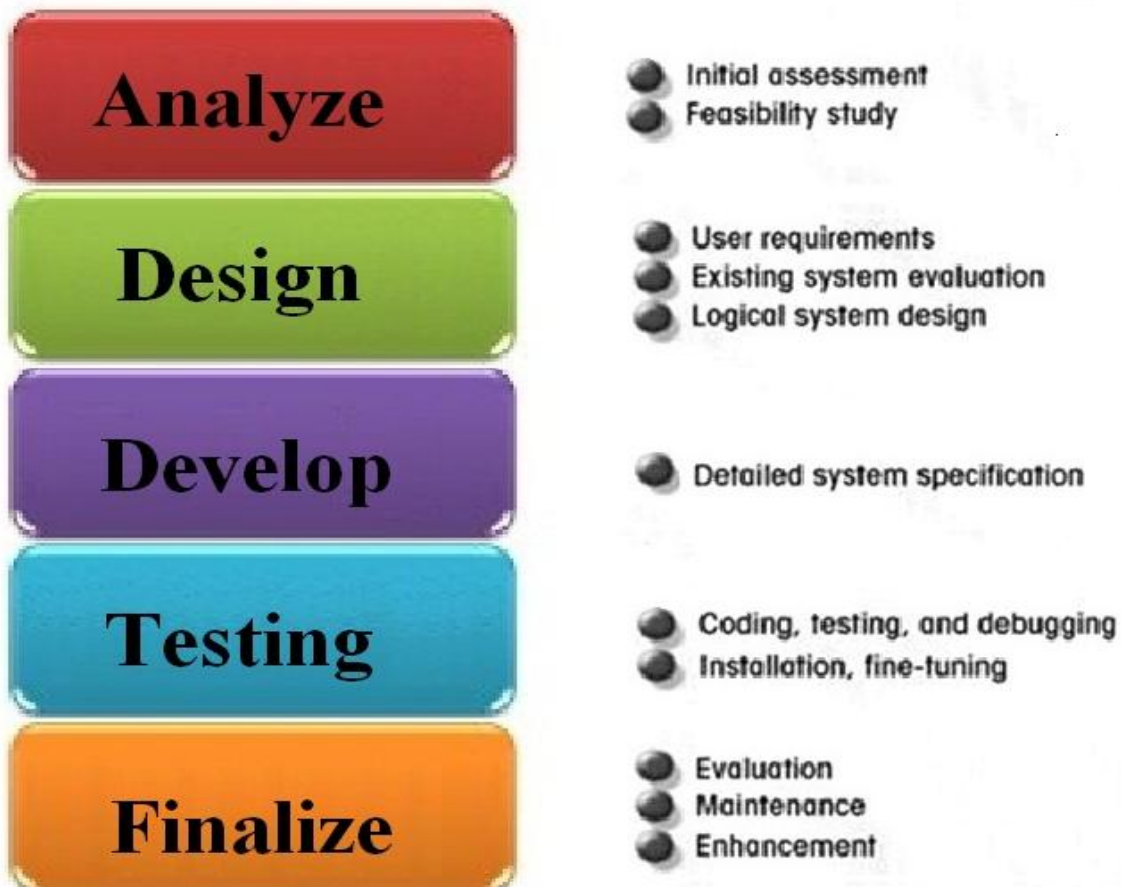 Analyze
Initial assessment
Feasibility study
Design
User requirements
Existing system evaluation
Logical system design
Develop
Detailed system specification
Testing
Coding, testing, and debugging
Installation, fine-tuning
Finalize
Evaluation
Maintenance
Enhancement